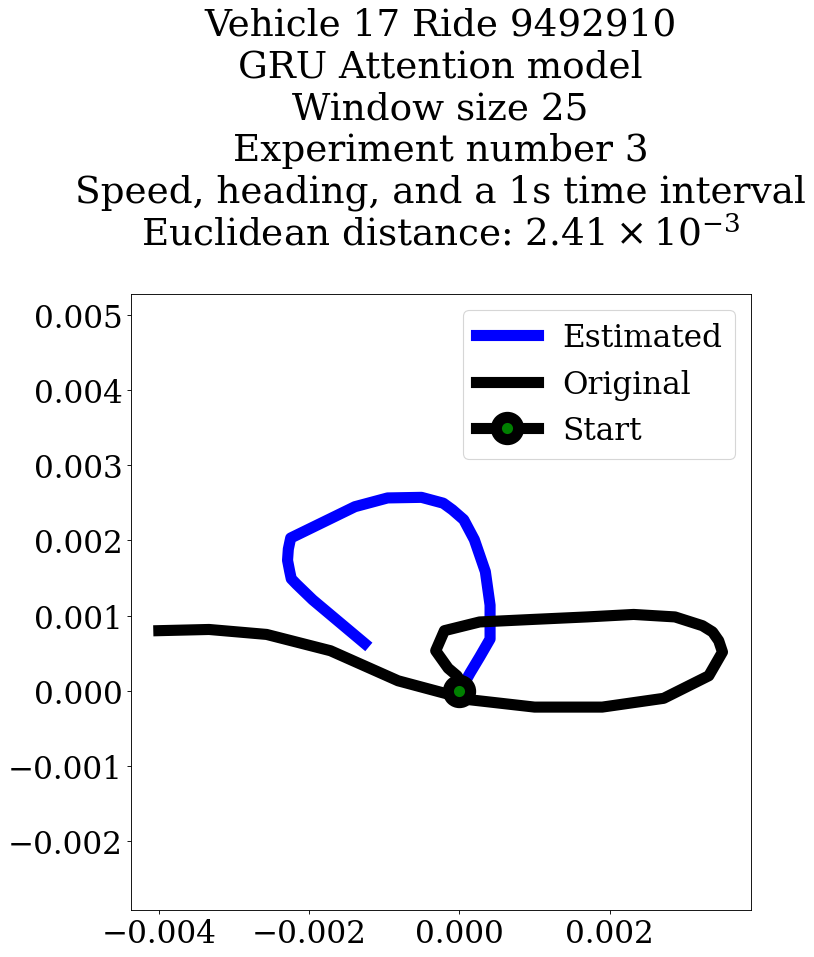 Vehicle 17 Ride 9492910
GRU Attention model
Window size 25
Experiment number 3
Speed, heading, and a 1s time interval
Euclidean distance: 2.41 × 10⁻³
Estimated
Original
Start
0.005
0.004
0.003
0.002
0.001
0.000
−0.001
−0.002
−0.004 −0.002 0.000 0.002